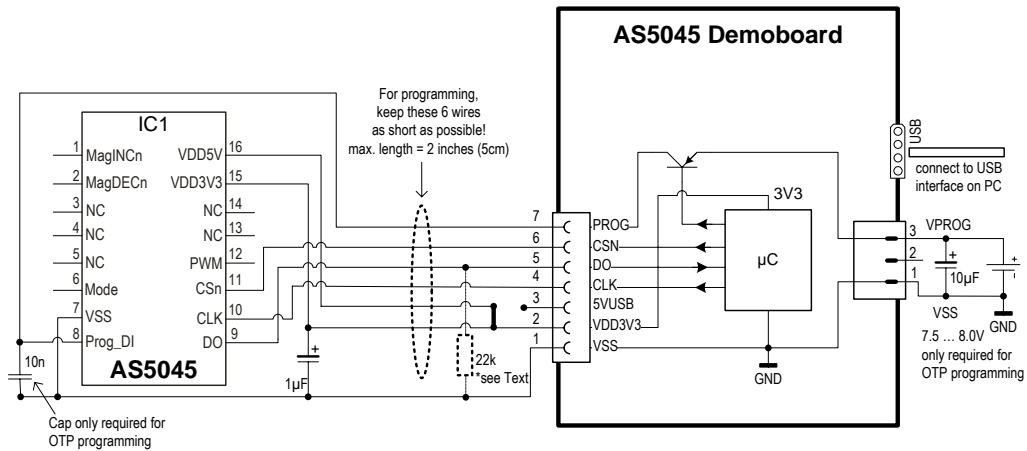 AS5045 Demoboard
For programming,
keep these 6 wires
as short as possible!
max. length = 2 inches (5cm)
IC1
1 MagINCn
2 MagDECn
3 NC
4 NC
5 NC
6 Mode
7 VSS
8 Prog_DI
VDD5V 16
VDD3V3 15
NC 14
NC 13
PWM 12
CSn 11
CLK 10
DO 9
AS5045
10n
1µF
+
22k
*see Text
Cap only required for
OTP programming
7 PROG
6 CSN
5 DO
4 CLK
3 5VUSB
2 VDD3V3
1 VSS
3V3
µC
GND
USB
connect to USB
interface on PC
3 VPROG
2
1
+
10µF
+
-
VSS
GND
7.5 ... 8.0V
only required for
OTP programming